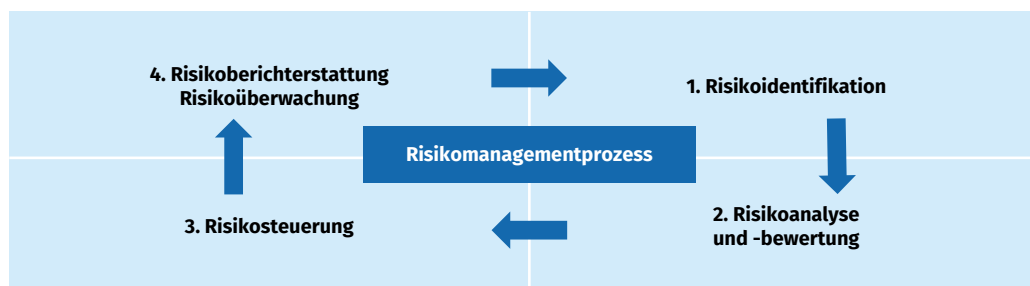 4. Risikoberichterstattung
Risikoüberwachung
1. Risikoidentifikation
Risikomanagementprozess
3. Risikosteuerung
2. Risikoanalyse
und -bewertung